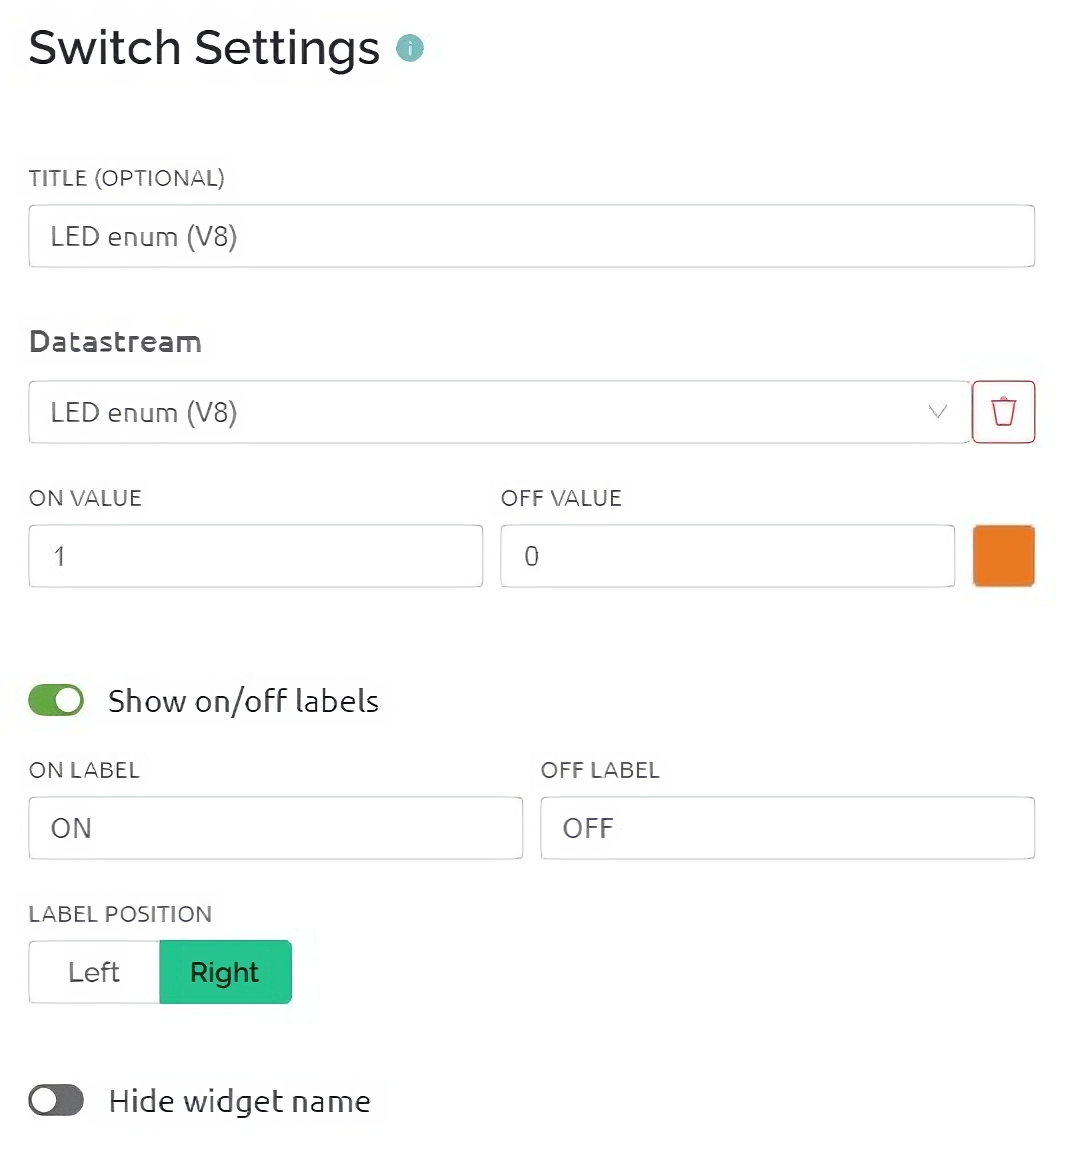 Switch Settings
TITLE (OPTIONAL)
LED enum (V8)
Datastream
LED enum (V8)
ON VALUE OFF VALUE
1 0
Show on/off labels
ON LABEL OFF LABEL
ON OFF
LABEL POSITION
Left Right
Hide widget name